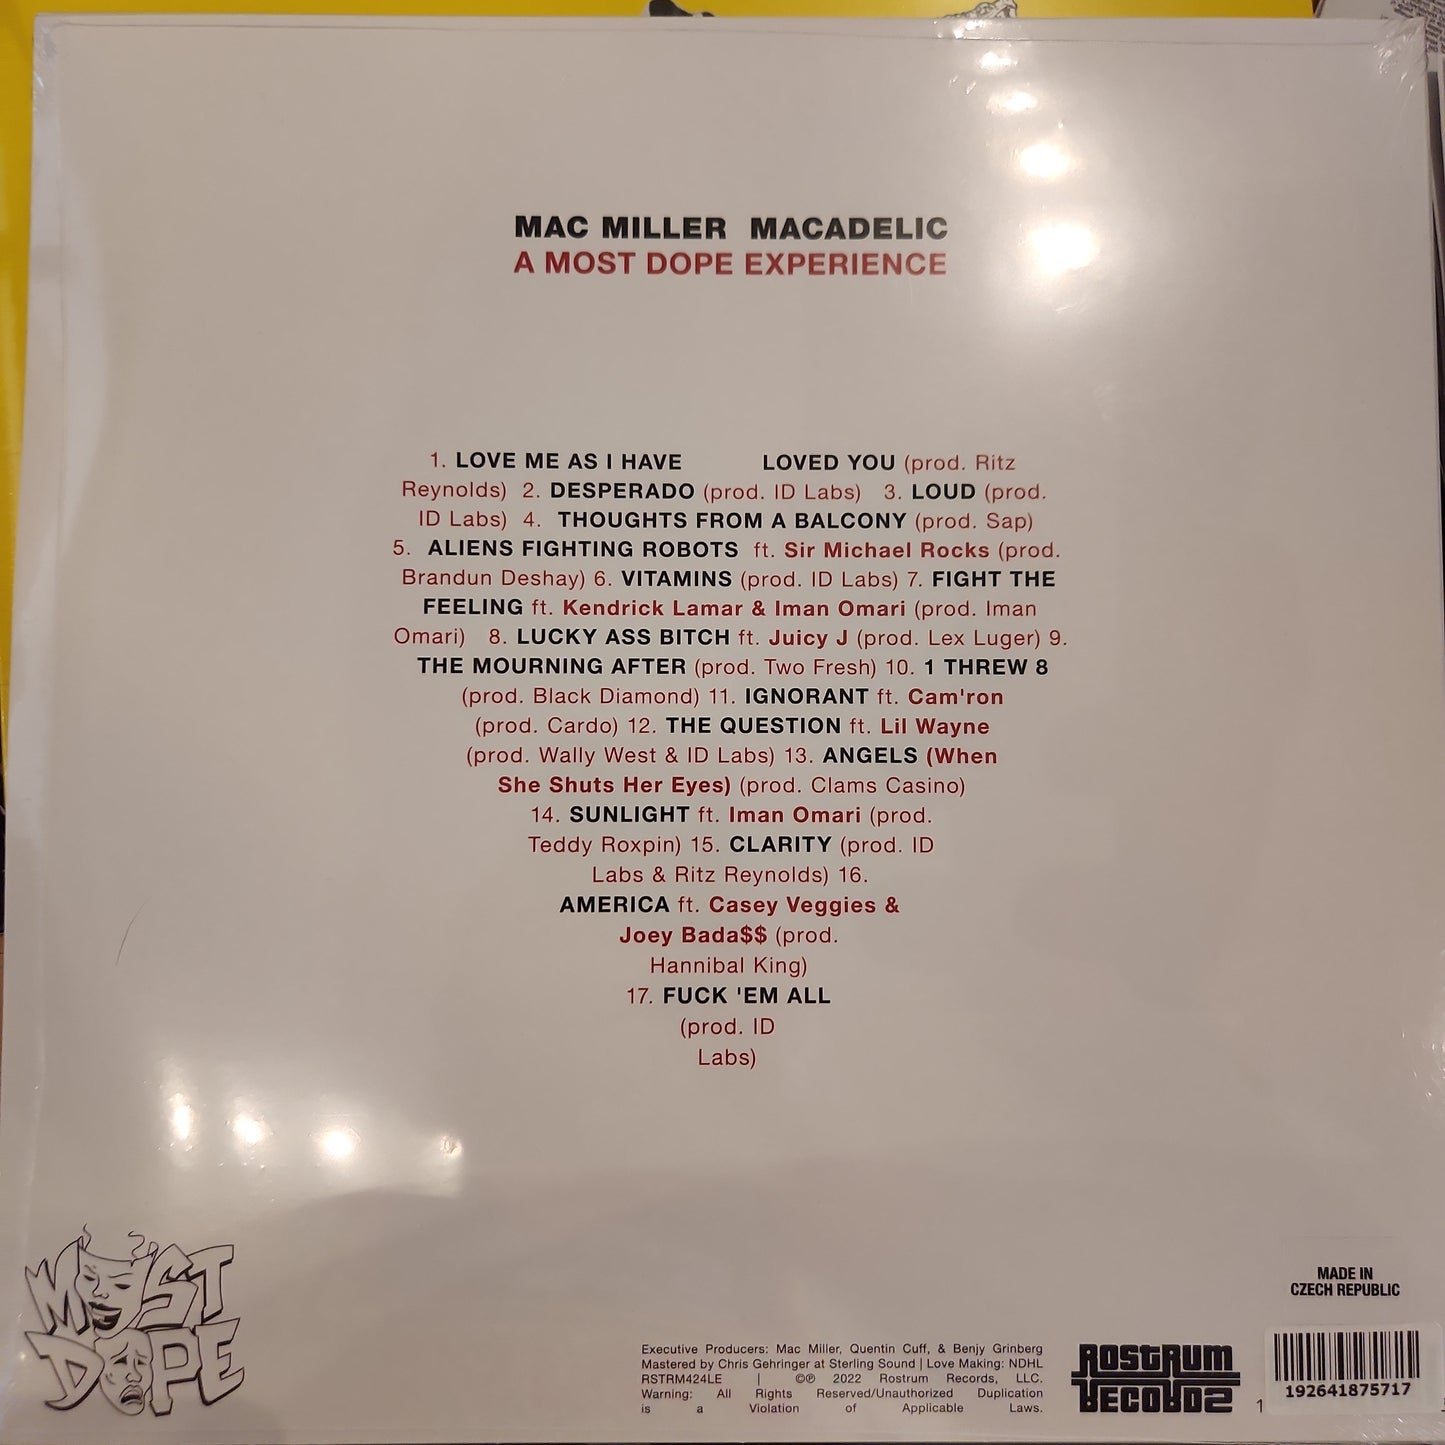 MAC MILLER  MACADELIC
A MOST DOPE EXPERIENCE
1. LOVE ME AS I HAVE LOVED YOU (prod. Ritz
Reynolds) 2. DESPERADO (prod. ID Labs) 3. LOUD (prod.
ID Labs) 4. THOUGHTS FROM A BALCONY (prod. Sap)
5. ALIENS FIGHTING ROBOTS ft. Sir Michael Rocks (prod.
Brandun Deshay) 6. VITAMINS (prod. ID Labs) 7. FIGHT THE
FEELING ft. Kendrick Lamar & Iman Omari (prod. Iman
Omari) 8. LUCKY ASS BITCH ft. Juicy J (prod. Lex Luger) 9.
THE MOURNING AFTER (prod. Two Fresh) 10. 1 THREW 8
(prod. Black Diamond) 11. IGNORANT ft. Cam'ron
(prod. Cardo) 12. THE QUESTION ft. Lil Wayne
(prod. Wally West & ID Labs) 13. ANGELS (When
She Shuts Her Eyes) (prod. Clams Casino)
14. SUNLIGHT ft. Iman Omari (prod.
Teddy Roxpin) 15. CLARITY (prod. ID
Labs & Ritz Reynolds) 16.
AMERICA ft. Casey Veggies &
Joey Bada$$ (prod.
Hannibal King)
17. FUCK 'EM ALL
(prod. ID
Labs)
MOST
DOPE
Executive Producers: Mac Miller, Quentin Cuff, & Benjy Grinberg
Mastered by Chris Gehringer at Sterling Sound | Love Making: NDHL
RSTRM424LE | ©℗ 2022 Rostrum Records, LLC.
Warning: All Rights Reserved/Unauthorized Duplication
is a Violation of Applicable Laws.
ROSTRUM
RECORDS
MADE IN
CZECH REPUBLIC
192641875717
1